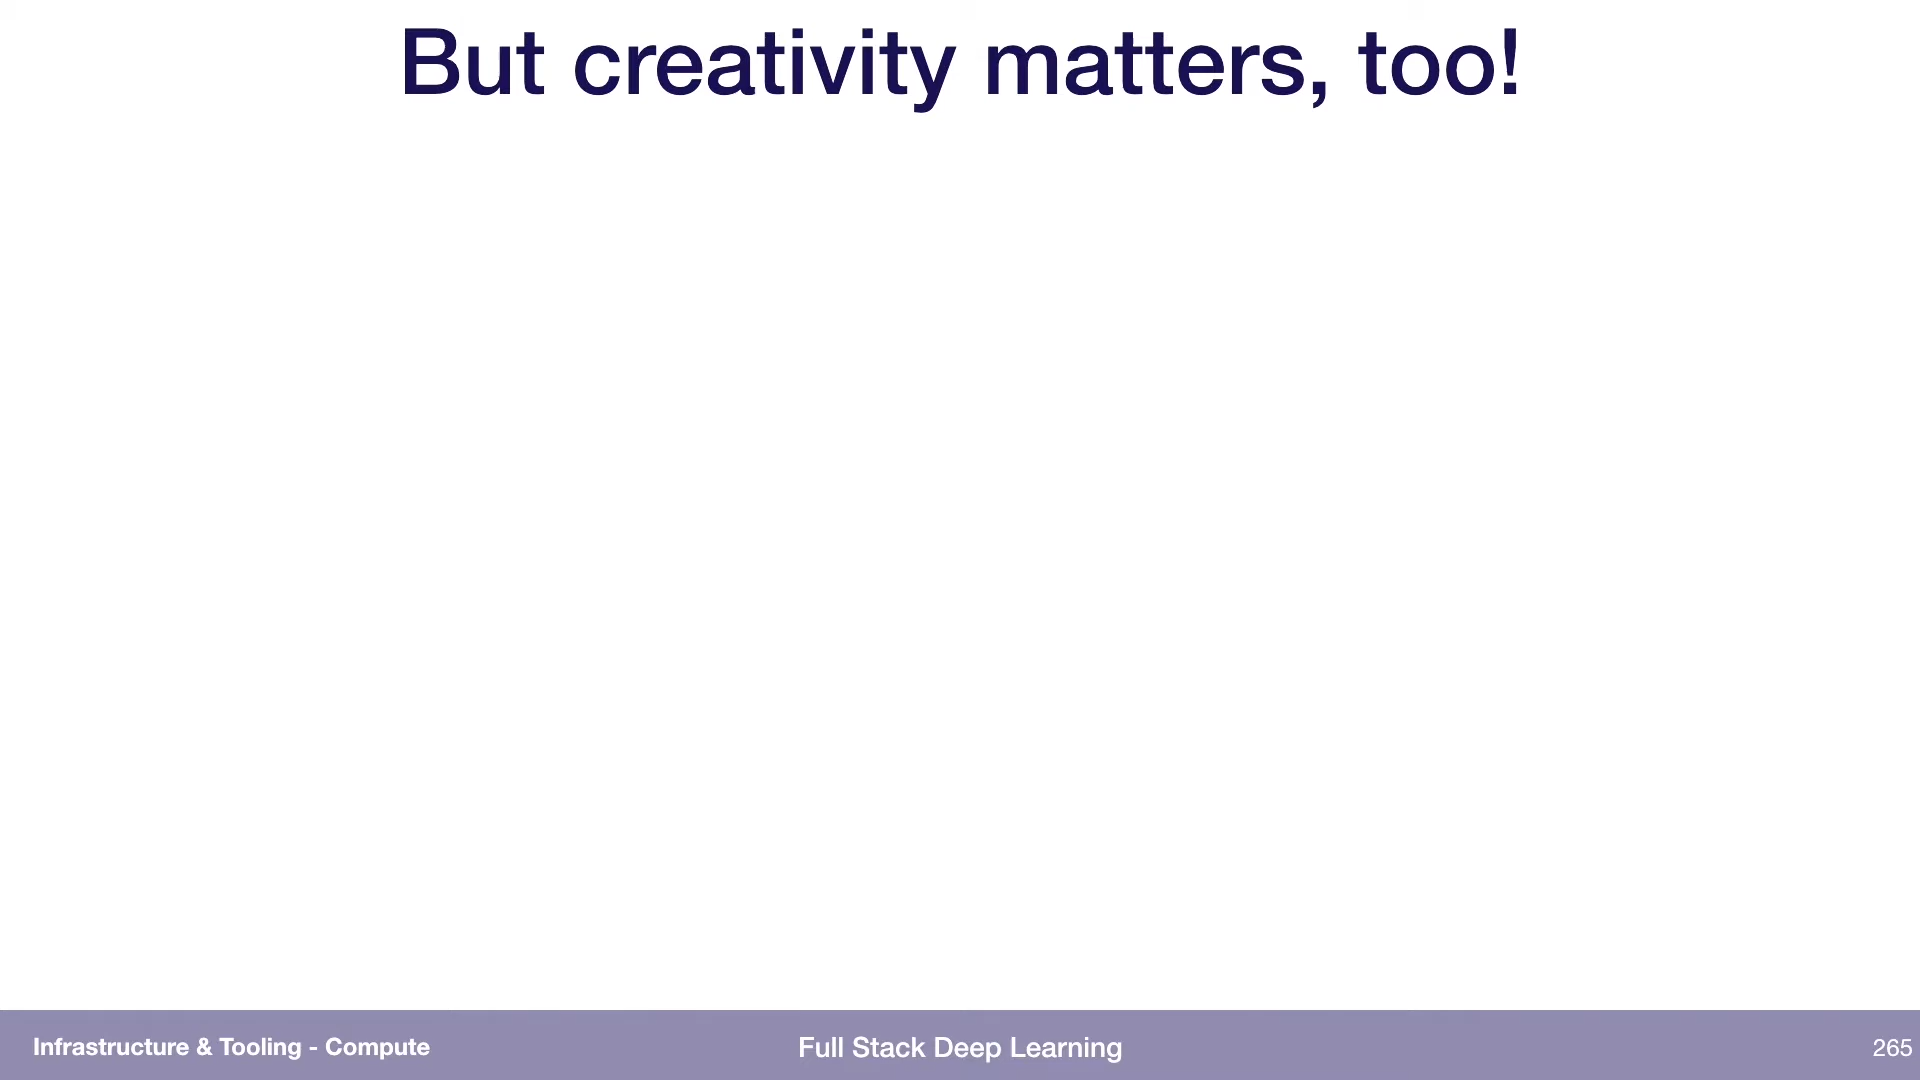 But creativity matters, too!
Infrastructure & Tooling - Compute
Full Stack Deep Learning
265